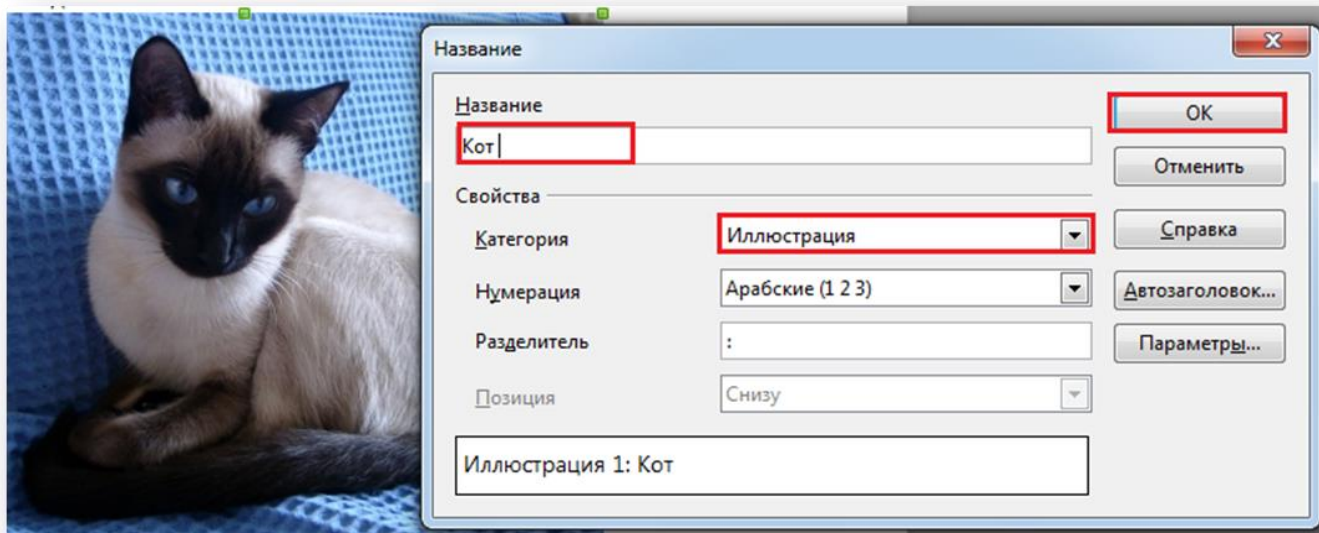 Название
Название
Кот
Свойства
Категория
Иллюстрация
Нумерация
Арабские (1 2 3)
Разделитель
:
Позиция
Снизу
Иллюстрация 1: Кот
ОК
Отменить
Справка
Автозаголовок...
Параметры...